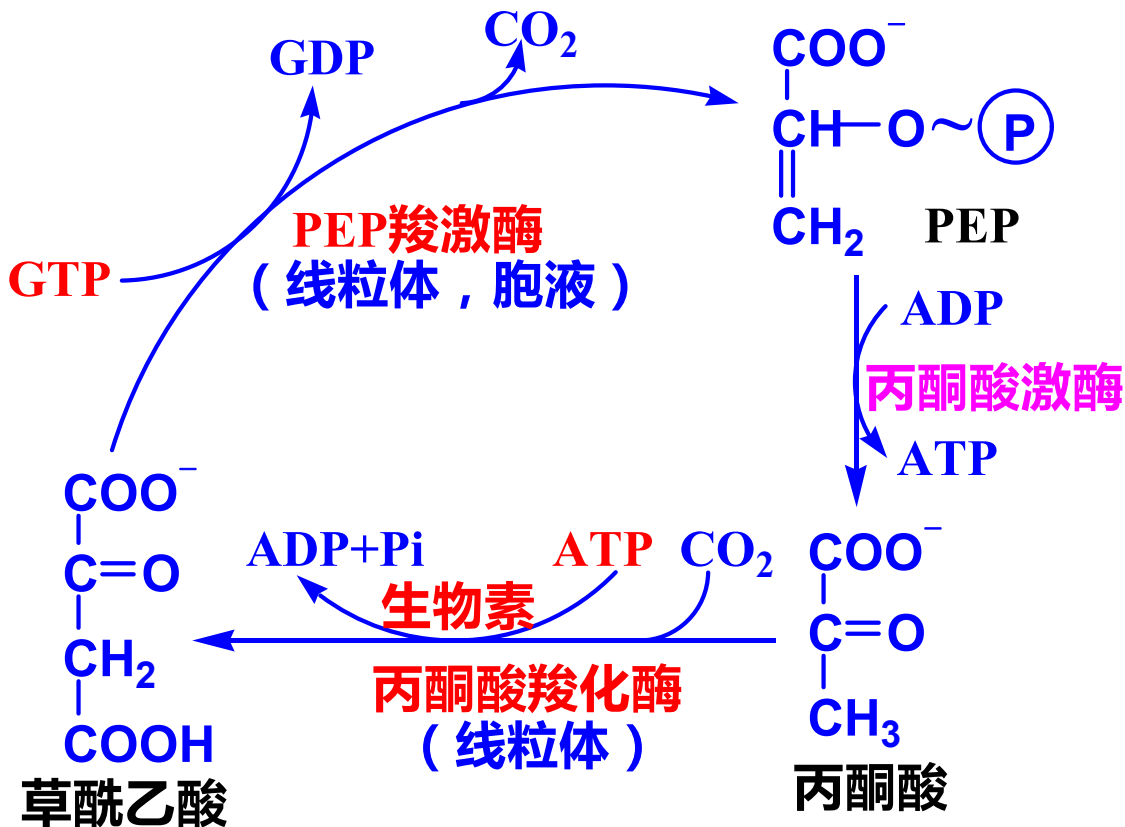 GDP
CO2
COO⁻
CH—O~P
CH2
PEP
GTP
PEP羧激酶
（线粒体，胞液）
ADP
丙酮酸激酶
ATP
COO⁻
C=O
CH2
COOH
草酰乙酸
ADP+Pi
ATP
CO2
生物素
丙酮酸羧化酶
（线粒体）
COO⁻
C=O
CH3
丙酮酸